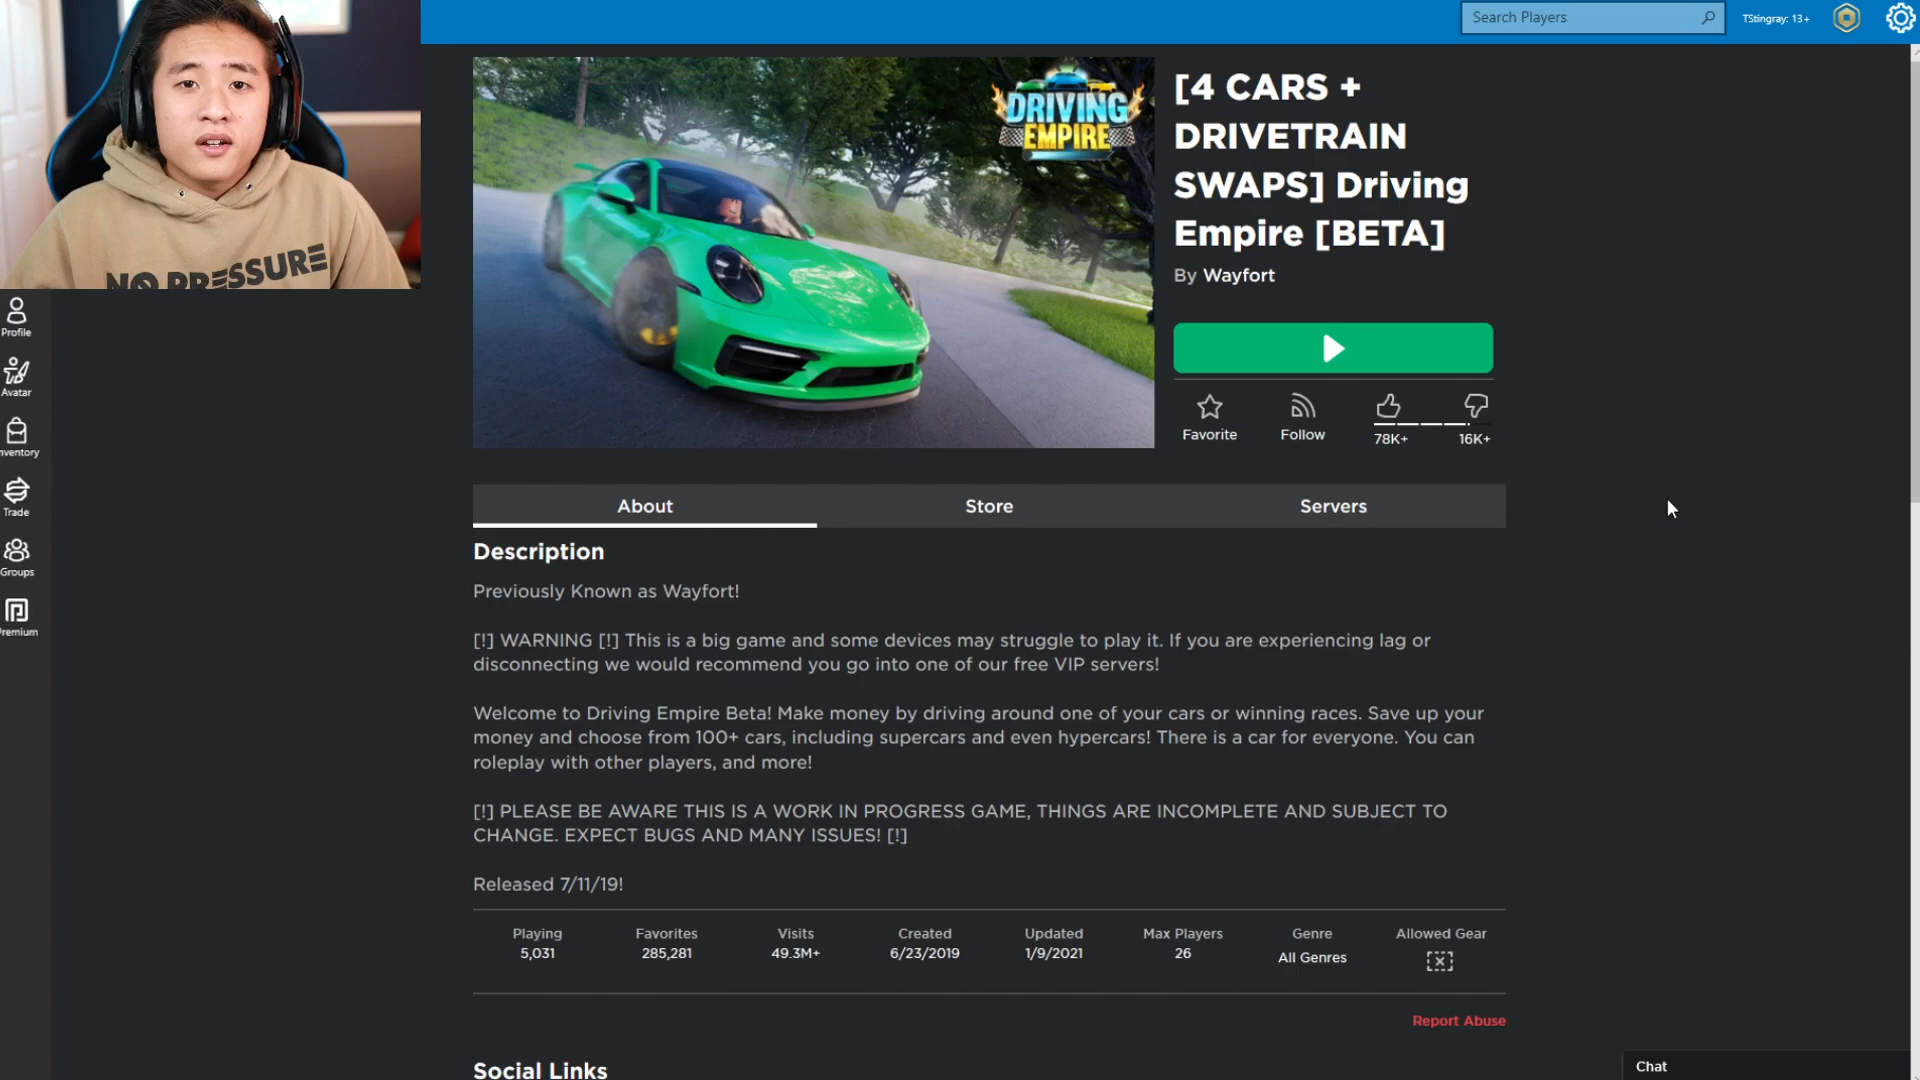 Search Players
TStingray: 13+
DRIVING
EMPIRE
[4 CARS +
DRIVETRAIN
SWAPS] Driving
Empire [BETA]
By Wayfort
NO PRESSURE
Profile
Avatar
nventory
Trade
Groups
remium
Favorite
Follow
78K+
16K+
About
Store
Servers
Description
Previously Known as Wayfort!
[!] WARNING [!] This is a big game and some devices may struggle to play it. If you are experiencing lag or
disconnecting we would recommend you go into one of our free VIP servers!
Welcome to Driving Empire Beta! Make money by driving around one of your cars or winning races. Save up your
money and choose from 100+ cars, including supercars and even hypercars! There is a car for everyone. You can
roleplay with other players, and more!
[!] PLEASE BE AWARE THIS IS A WORK IN PROGRESS GAME, THINGS ARE INCOMPLETE AND SUBJECT TO
CHANGE. EXPECT BUGS AND MANY ISSUES! [!]
Released 7/11/19!
Playing Favorites Visits Created Updated Max Players Genre Allowed Gear
5,031 285,281 49.3M+ 6/23/2019 1/9/2021 26 All Genres
Report Abuse
Social Links
Chat